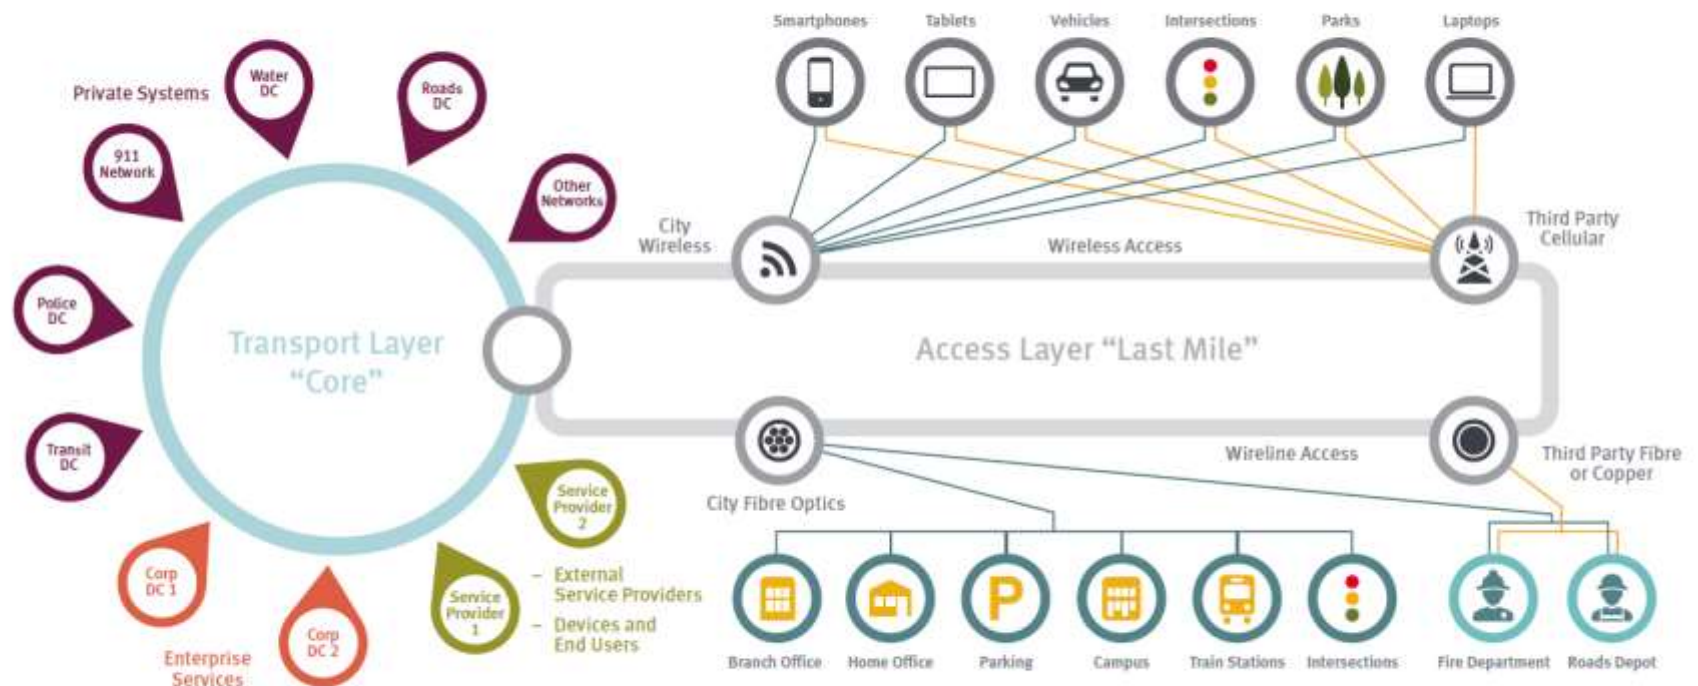 Smartphones
Tablets
Vehicles
Intersections
Parks
Laptops
Private Systems
Water
DC
Roads
DC
911
Network
Other
Networks
Police
DC
Transit
DC
Transport Layer
“Core”
Corp
DC 1
Corp
DC 2
Enterprise
Services
Service
Provider
1
Service
Provider
2
– External
Service Providers
– Devices and
End Users
City
Wireless
Wireless Access
Third Party
Cellular
Access Layer “Last Mile”
City Fibre Optics
Wireline Access
Third Party Fibre
or Copper
P
Branch Office
Home Office
Parking
Campus
Train Stations
Intersections
Fire Department
Roads Depot